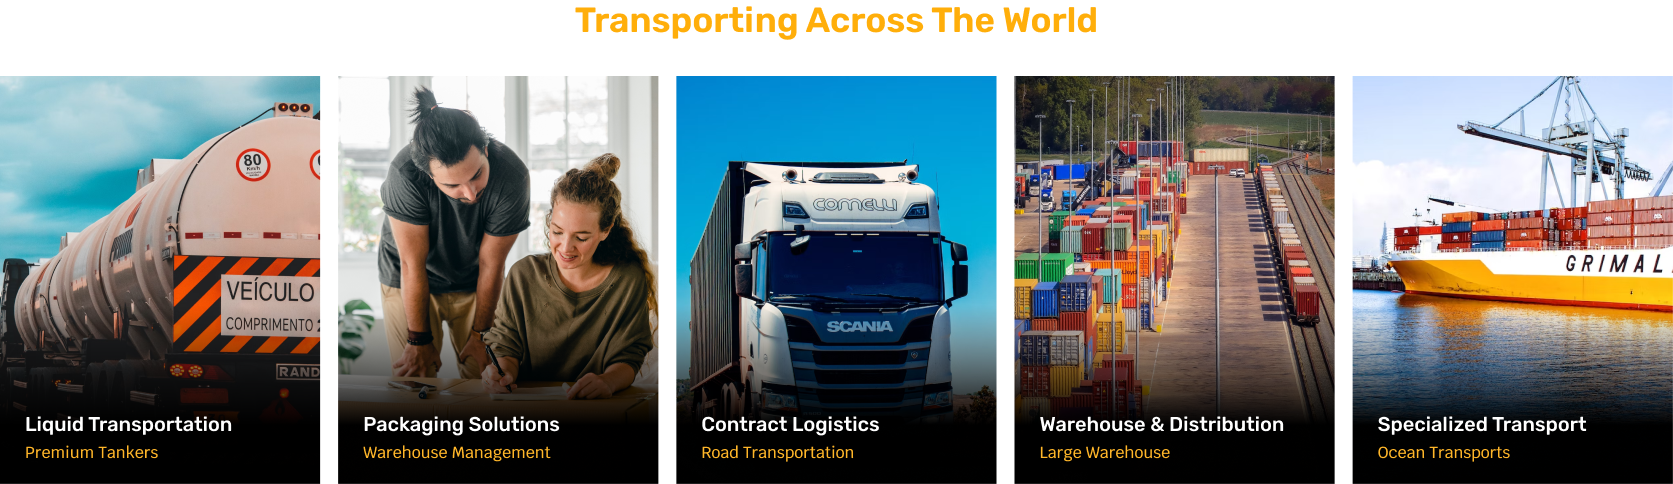 Transporting Across The World
80
Km/h
VEÍCULO
COMPRIMENTO
RAND
Liquid Transportation
Premium Tankers
Packaging Solutions
Warehouse Management
COMELLI
SCANIA
Contract Logistics
Road Transportation
Warehouse & Distribution
Large Warehouse
GRIMAL
Specialized Transport
Ocean Transports